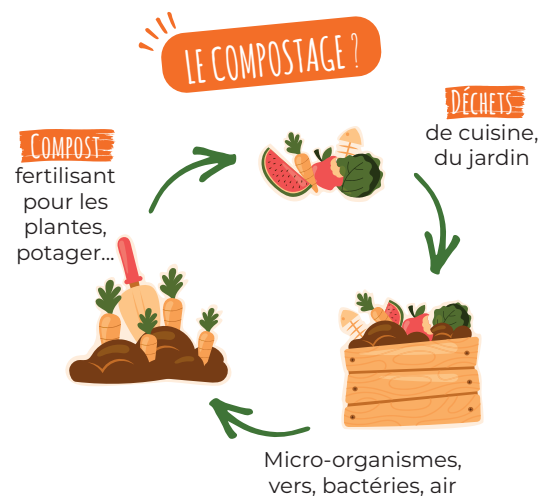 LE COMPOSTAGE ?
DÉCHETS
de cuisine,
du jardin
COMPOST
fertilisant
pour les
plantes,
potager...
Micro-organismes,
vers, bactéries, air